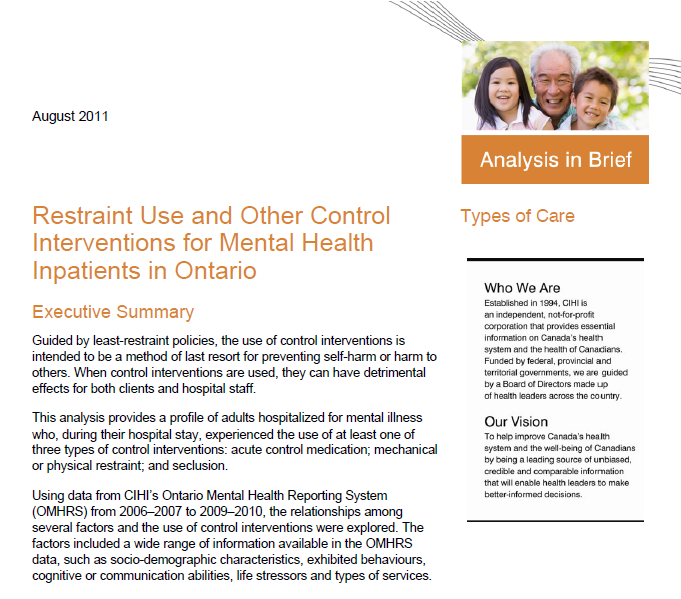 August 2011
Analysis in Brief
Restraint Use and Other Control
Interventions for Mental Health
Inpatients in Ontario
Executive Summary
Guided by least-restraint policies, the use of control interventions is
intended to be a method of last resort for preventing self-harm or harm to
others. When control interventions are used, they can have detrimental
effects for both clients and hospital staff.
This analysis provides a profile of adults hospitalized for mental illness
who, during their hospital stay, experienced the use of at least one of
three types of control interventions: acute control medication; mechanical
or physical restraint; and seclusion.
Using data from CIHI’s Ontario Mental Health Reporting System
(OMHRS) from 2006–2007 to 2009–2010, the relationships among
several factors and the use of control interventions were explored. The
factors included a wide range of information available in the OMHRS
data, such as socio-demographic characteristics, exhibited behaviours,
cognitive or communication abilities, life stressors and types of services.
Types of Care
Who We Are
Established in 1994, CIHI is
an independent, not-for-profit
corporation that provides essential
information on Canada’s health
system and the health of Canadians.
Funded by federal, provincial and
territorial governments, we are guided
by a Board of Directors made up
of health leaders across the country.
Our Vision
To help improve Canada’s health
system and the well-being of Canadians
by being a leading source of unbiased,
credible and comparable information
that will enable health leaders to make
better-informed decisions.